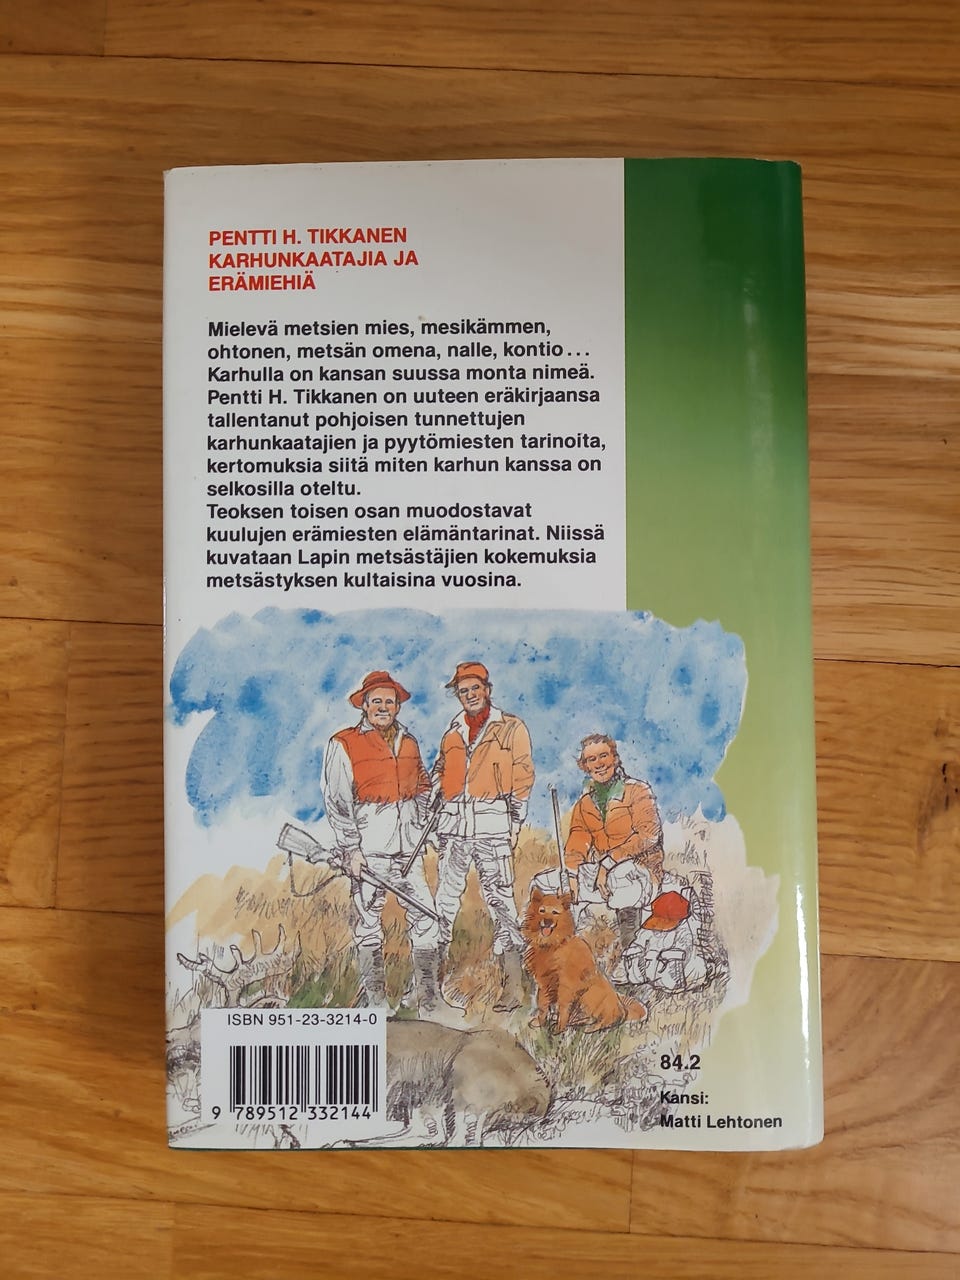 PENTTI H. TIKKANEN
KARHUNKAATAJIA JA
ERÄMIEHIÄ
Mielevä metsien mies, mesikämmen,
ohtonen, metsän omena, nalle, kontio...
Karhulla on kansan suussa monta nimeä.
Pentti H. Tikkanen on uuteen eräkirjaansa
tallentanut pohjoisen tunnettujen
karhunkaatajien ja pyytömiesten tarinoita,
kertomuksia siitä miten karhun kanssa on
selkosilla oteltu.
Teoksen toisen osan muodostavat
kuulujen erämiesten elämäntarinat. Niissä
kuvataan Lapin metsästäjien kokemuksia
metsästyksen kultaisina vuosina.
ISBN 951-23-3214-0
9 789512 332144
84.2
Kansi:
Matti Lehtonen